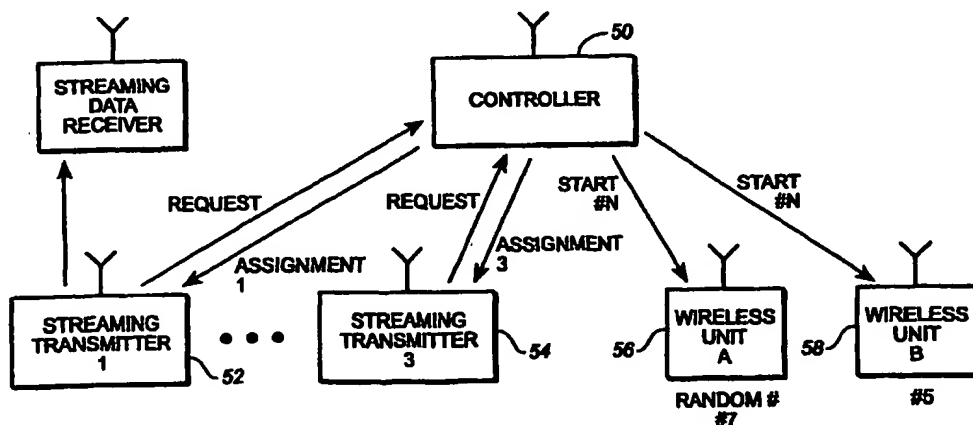 50
STREAMING
DATA
RECEIVER
CONTROLLER
REQUEST
REQUEST
START
#N
START
#N
ASSIGNMENT
1
ASSIGNMENT
3
STREAMING
TRANSMITTER
1
52
STREAMING
TRANSMITTER
3
54
56
WIRELESS
UNIT
A
58
WIRELESS
UNIT
B
RANDOM #
#7
#5